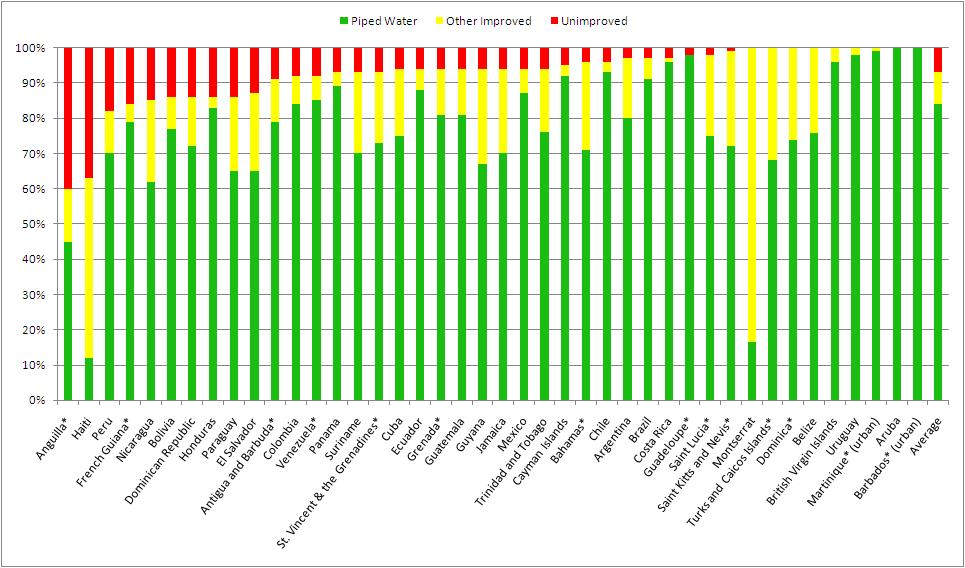 Piped Water Other Improved Unimproved
100%
90%
80%
70%
60%
50%
40%
30%
20%
10%
0%
Anguilla*
Haiti
Peru
French Guiana*
Nicaragua
Bolivia
Dominican Republic
Honduras
Paraguay
El Salvador
Antigua and Barbuda*
Colombia
Venezuela*
Panama
Suriname
St. Vincent & the Grenadines*
Cuba
Ecuador
Grenada*
Guatemala
Guyana
Jamaica
Mexico
Trinidad and Tobago
Cayman Islands
Bahamas*
Chile
Argentina
Brazil
Costa Rica
Guadeloupe*
Saint Lucia*
Saint Kitts and Nevis*
Montserrat
Turks and Caicos Islands*
Dominica*
Belize
British Virgin Islands
Uruguay
Martinique* (urban)
Aruba
Barbados* (urban)
Average